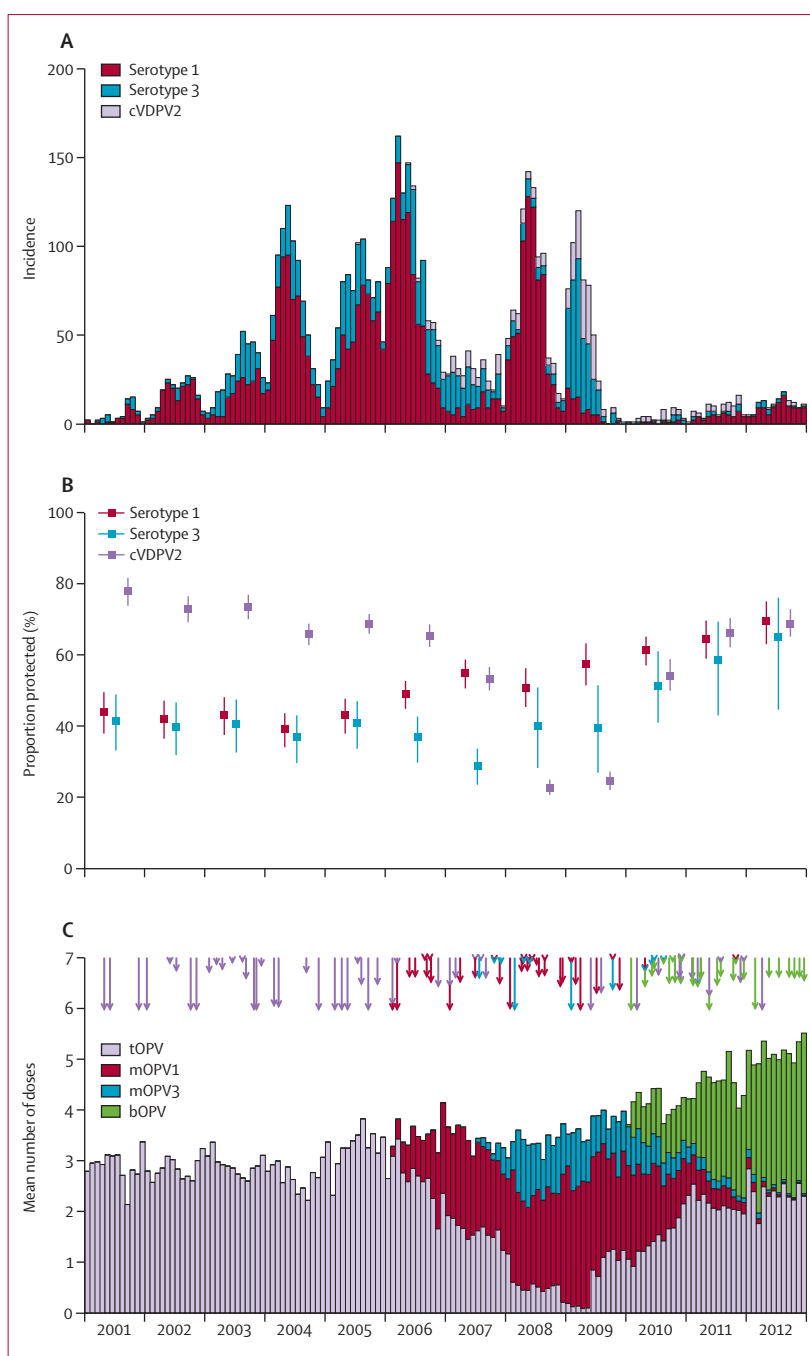 A
200
150
100
50
0
Incidence
Serotype 1
Serotype 3
cVDPV2
B
100
80
60
40
20
0
Proportion protected (%)
Serotype 1
Serotype 3
cVDPV2
C
7
6
5
4
3
2
1
0
Mean number of doses
tOPV
mOPV1
mOPV3
bOPV
2001 2002 2003 2004 2005 2006 2007 2008 2009 2010 2011 2012